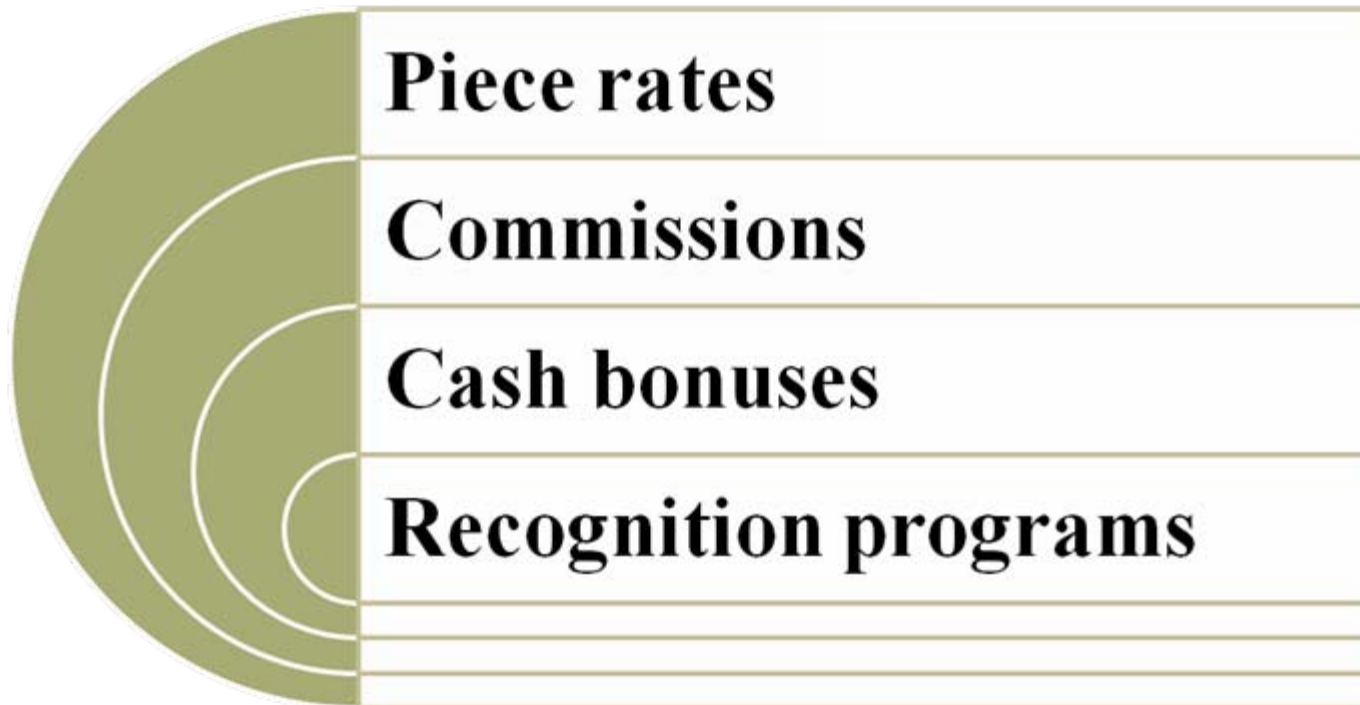 Piece rates
Commissions
Cash bonuses
Recognition programs